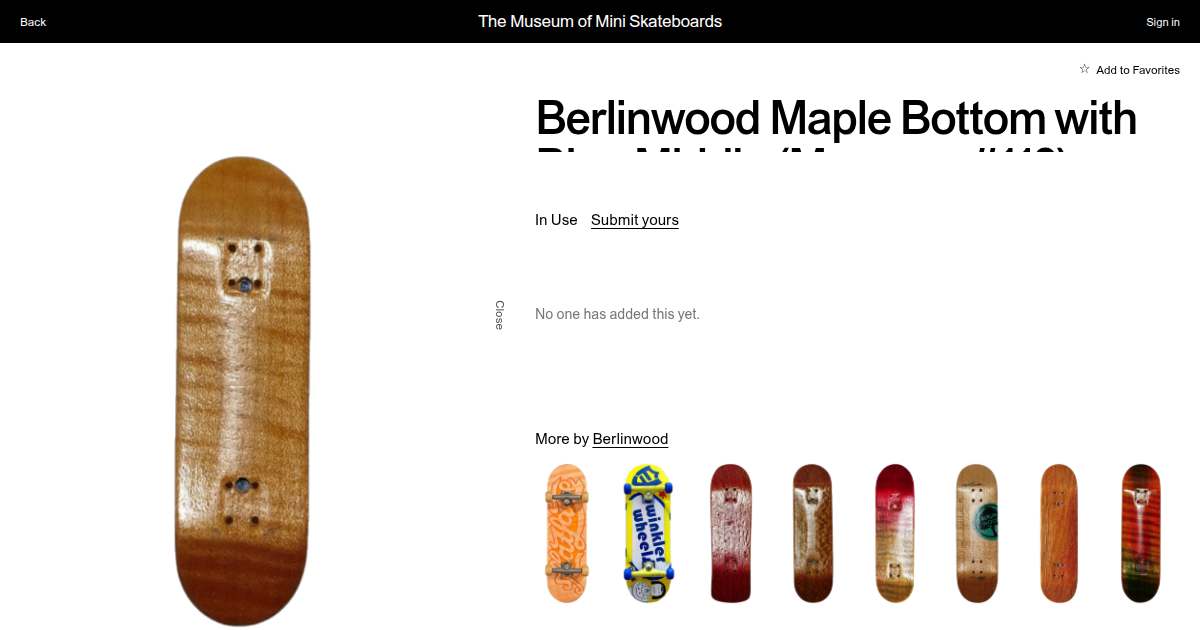 Back
The Museum of Mini Skateboards
Sign in
☆ Add to Favorites
Berlinwood Maple Bottom with
In Use Submit yours
Close
No one has added this yet.
More by Berlinwood
winkler
wheels